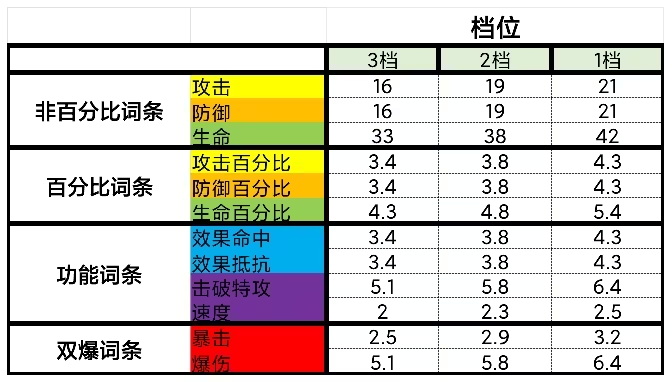 档位
3档 2档 1档
非百分比词条
攻击 16 19 21
防御 16 19 21
生命 33 38 42
百分比词条
攻击百分比 3.4 3.8 4.3
防御百分比 3.4 3.8 4.3
生命百分比 4.3 4.8 5.4
功能词条
效果命中 3.4 3.8 4.3
效果抵抗 3.4 3.8 4.3
击破特攻 5.1 5.8 6.4
速度 2 2.3 2.5
双爆词条
暴击 2.5 2.9 3.2
爆伤 5.1 5.8 6.4